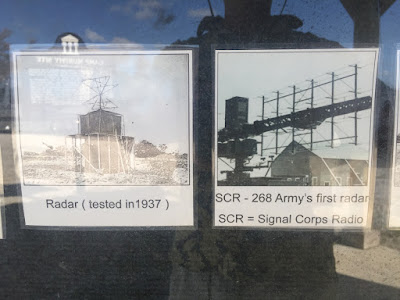 Radar ( tested in1937 )
SCR - 268 Army's first radar
SCR = Signal Corps Radio